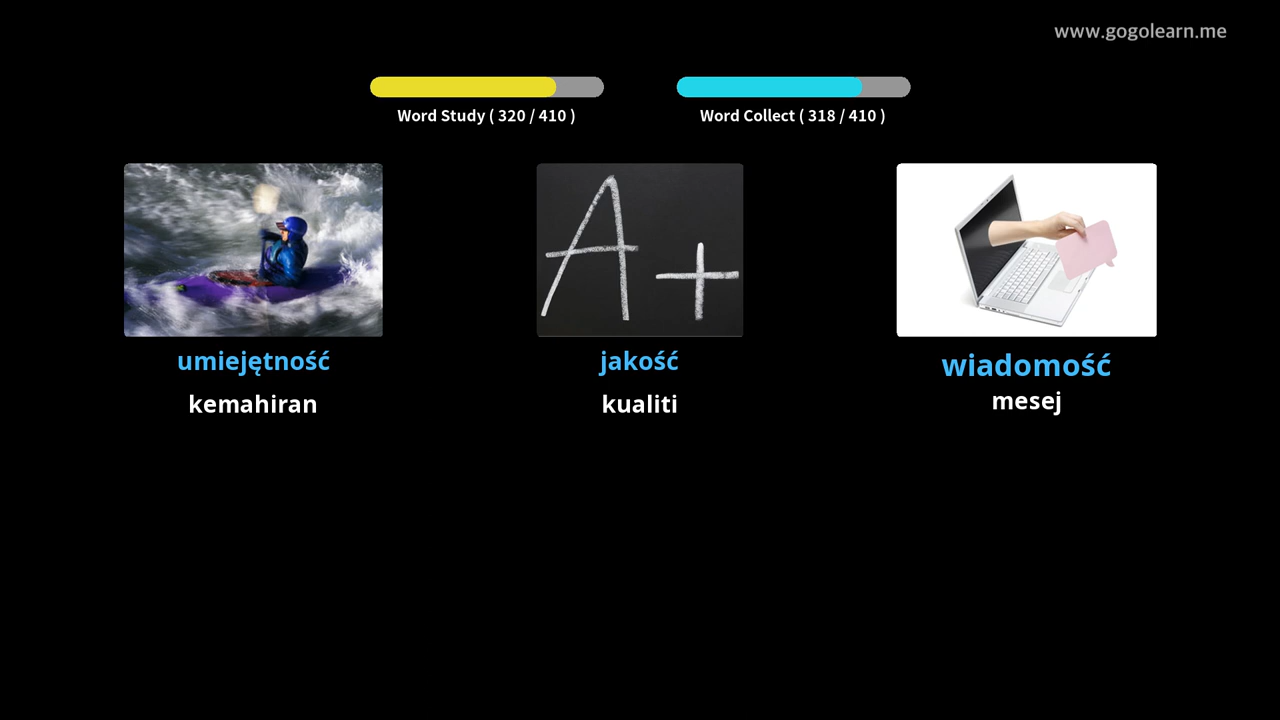 www.gogolearn.me
Word Study ( 320 / 410 )
Word Collect ( 318 / 410 )
A+
umiejętność
jakość
wiadomość
kemahiran
kualiti
mesej